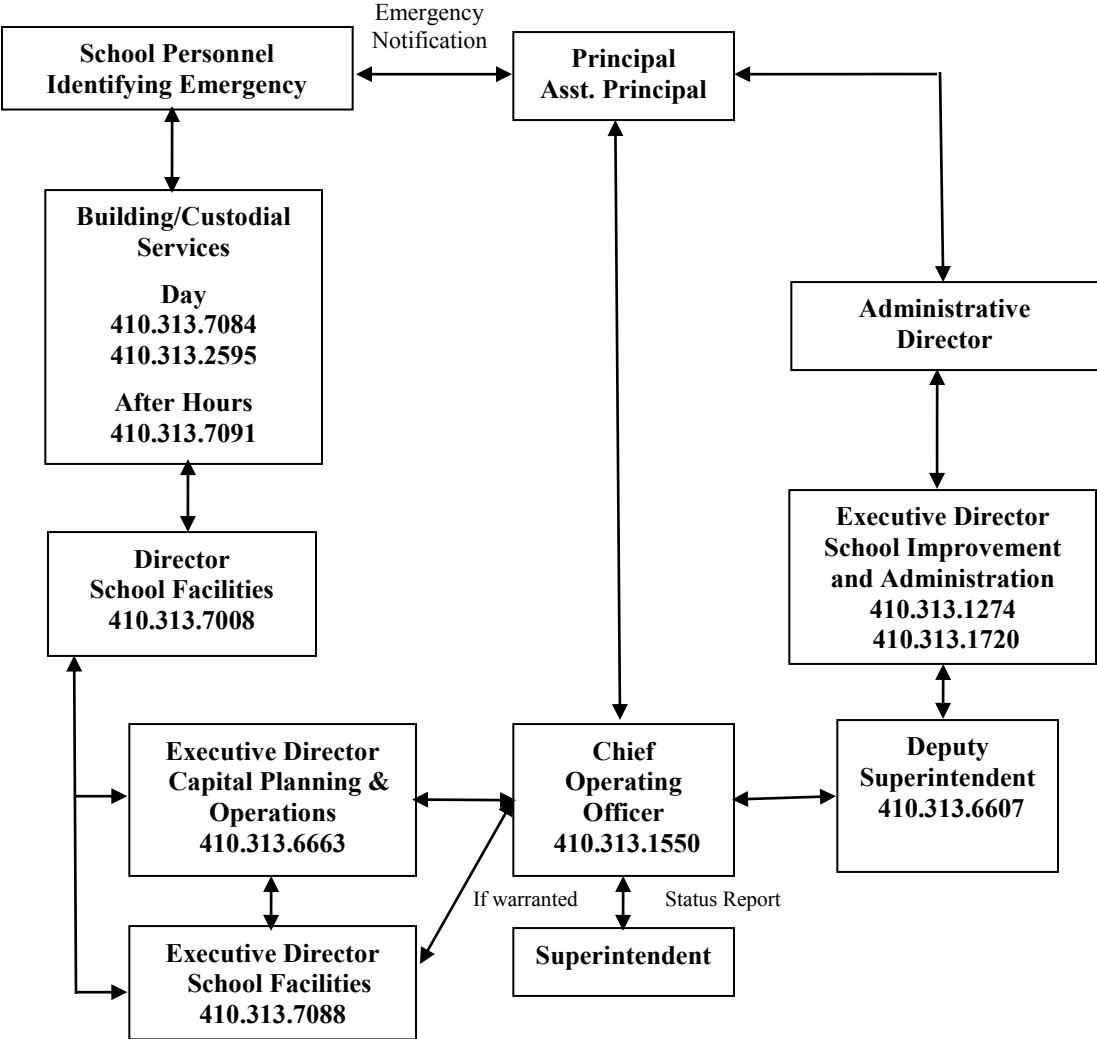 Emergency
Notification
School Personnel
Identifying Emergency
Principal
Asst. Principal
Building/Custodial
Services
Day
410.313.7084
410.313.2595
After Hours
410.313.7091
Administrative
Director
Director
School Facilities
410.313.7008
Executive Director
School Improvement
and Administration
410.313.1274
410.313.1720
Executive Director
Capital Planning &
Operations
410.313.6663
Chief
Operating
Officer
410.313.1550
Deputy
Superintendent
410.313.6607
If warranted
Status Report
Executive Director
School Facilities
410.313.7088
Superintendent